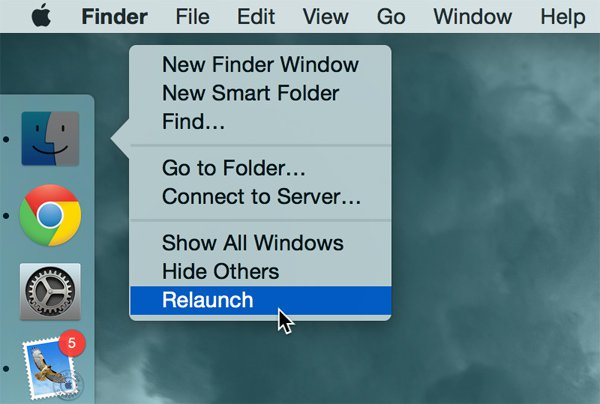 Finder File Edit View Go Window Help
New Finder Window
New Smart Folder
Find...
Go to Folder...
Connect to Server...
Show All Windows
Hide Others
Relaunch
5